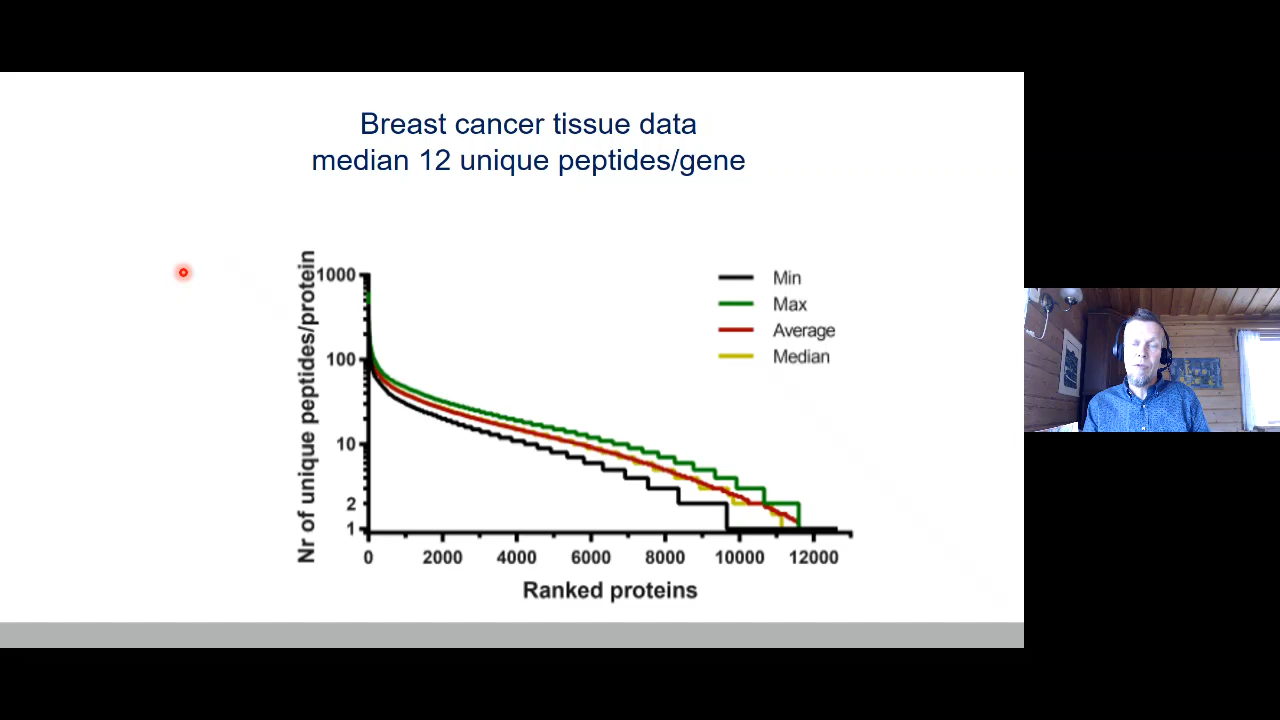 Breast cancer tissue data
median 12 unique peptides/gene
Nr of unique peptides/protein
1000
100
10
2
1
Min
Max
Average
Median
0 2000 4000 6000 8000 10000 12000
Ranked proteins